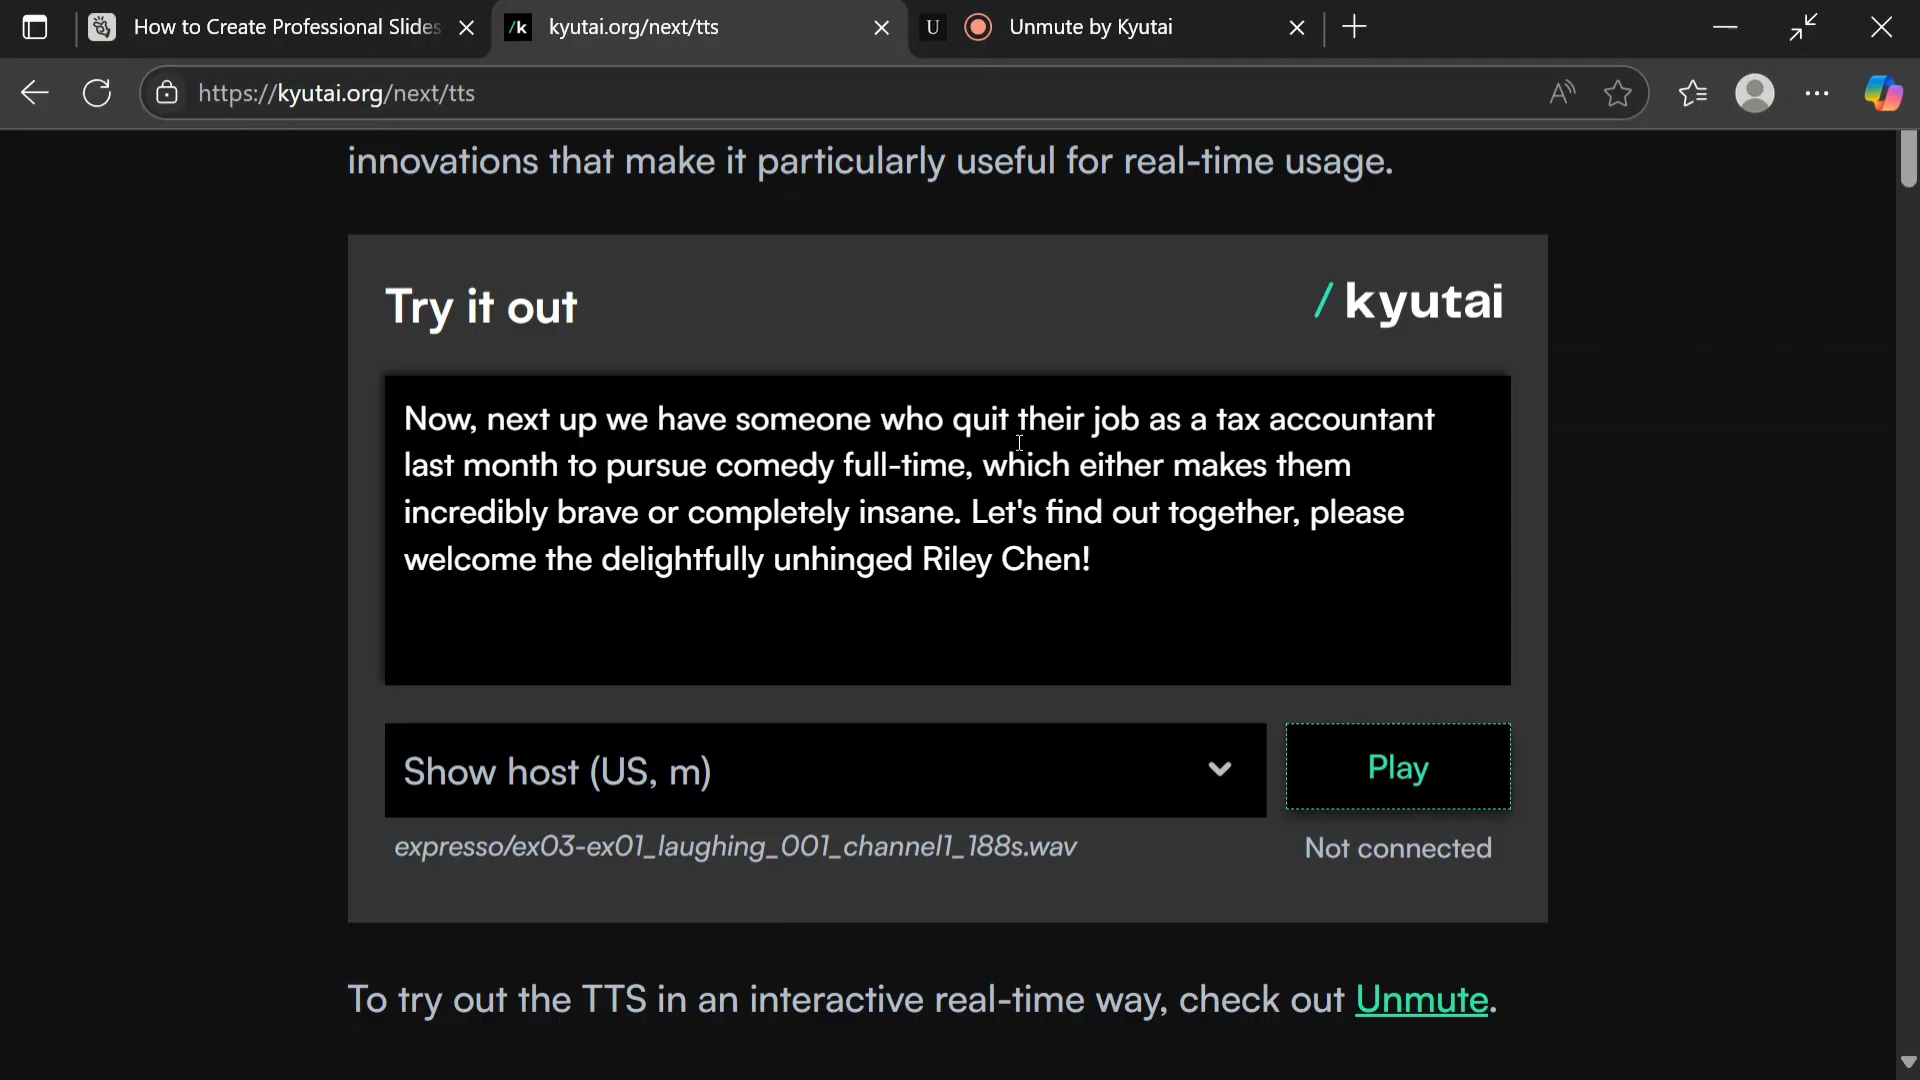 How to Create Professional Slides
kyutai.org/next/tts
Unmute by Kyutai
https://kyutai.org/next/tts
innovations that make it particularly useful for real-time usage.
Try it out
/ kyutai
Now, next up we have someone who quit their job as a tax accountant
last month to pursue comedy full-time, which either makes them
incredibly brave or completely insane. Let's find out together, please
welcome the delightfully unhinged Riley Chen!
Show host (US, m)
Play
expresso/ex03-ex01_laughing_001_channel1_188s.wav
Not connected
To try out the TTS in an interactive real-time way, check out Unmute.